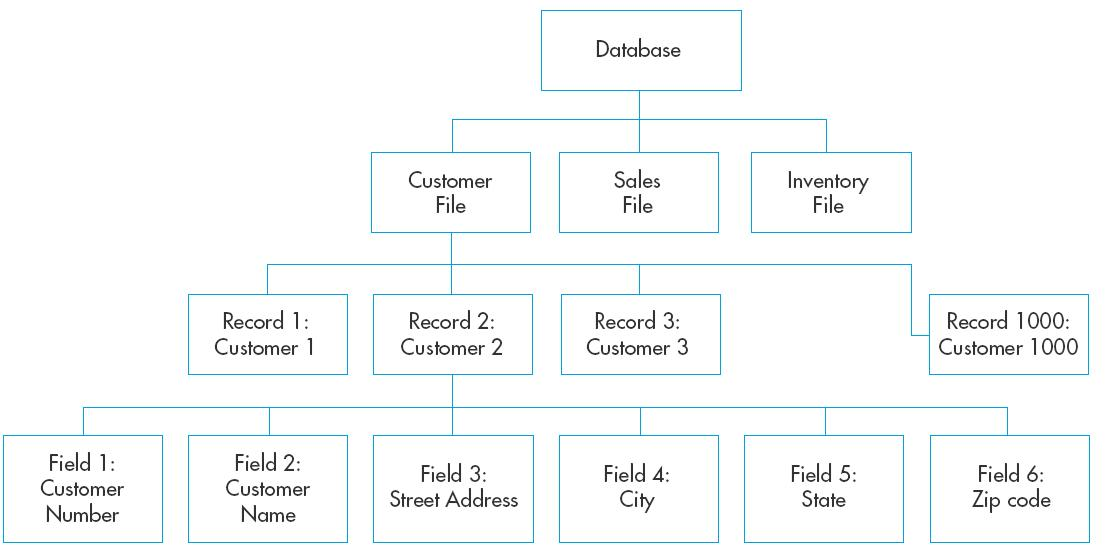 Database
Customer
File
Sales
File
Inventory
File
Record 1:
Customer 1
Record 2:
Customer 2
Record 3:
Customer 3
Record 1000:
Customer 1000
Field 1:
Customer
Number
Field 2:
Customer
Name
Field 3:
Street Address
Field 4:
City
Field 5:
State
Field 6:
Zip code